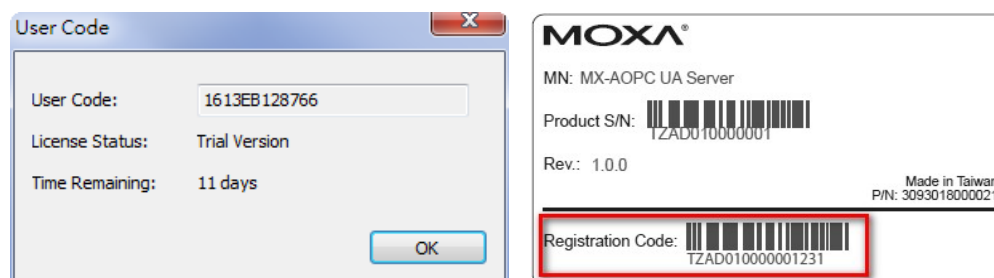 User Code
User Code:
1613EB128766
License Status:
Trial Version
Time Remaining:
11 days
OK
MOXA®
MN: MX-AOPC UA Server
Product S/N:
TZAD010000001
Rev.: 1.0.0
Made in Taiwan
P/N: 3093018000021
Registration Code:
TZAD010000001231